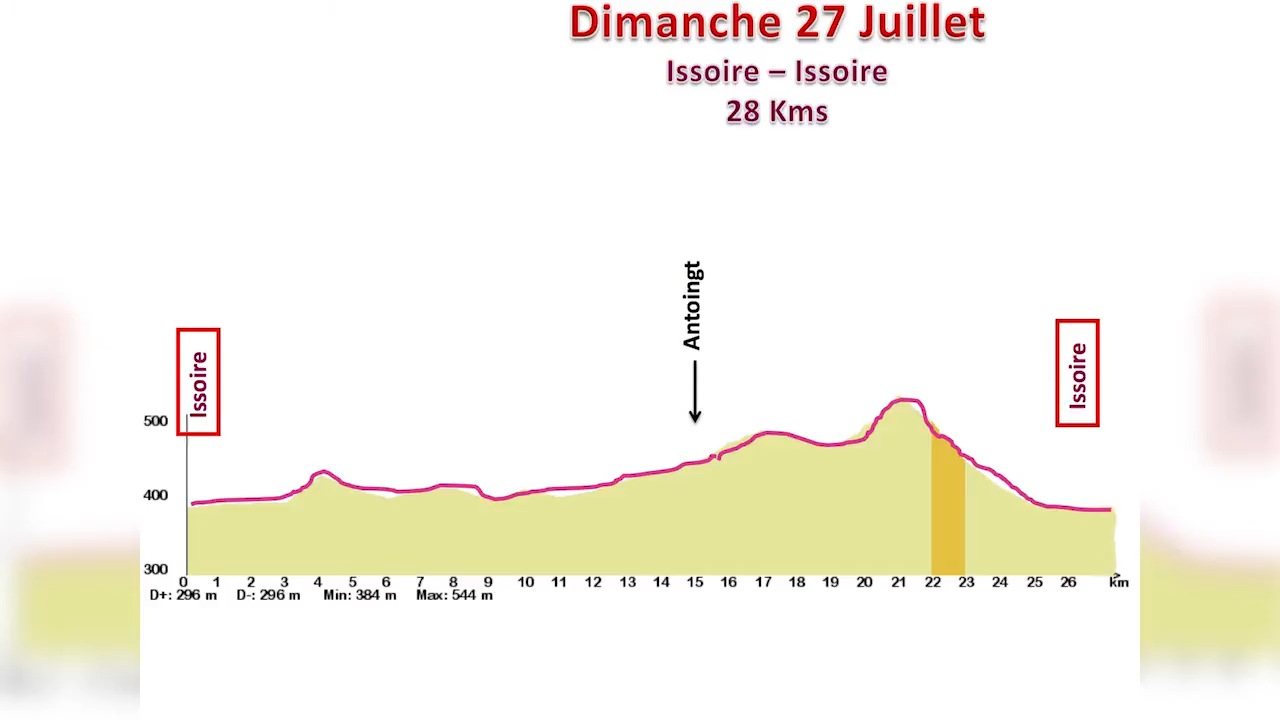 Dimanche 27 Juillet
Issoire – Issoire
28 Kms
Antoingt
Issoire
Issoire
500
400
300
0 1 2 3 4 5 6 7 8 9 10 11 12 13 14 15 16 17 18 19 20 21 22 23 24 25 26 km
D+: 296 m D-: 296 m Min: 384 m Max: 544 m